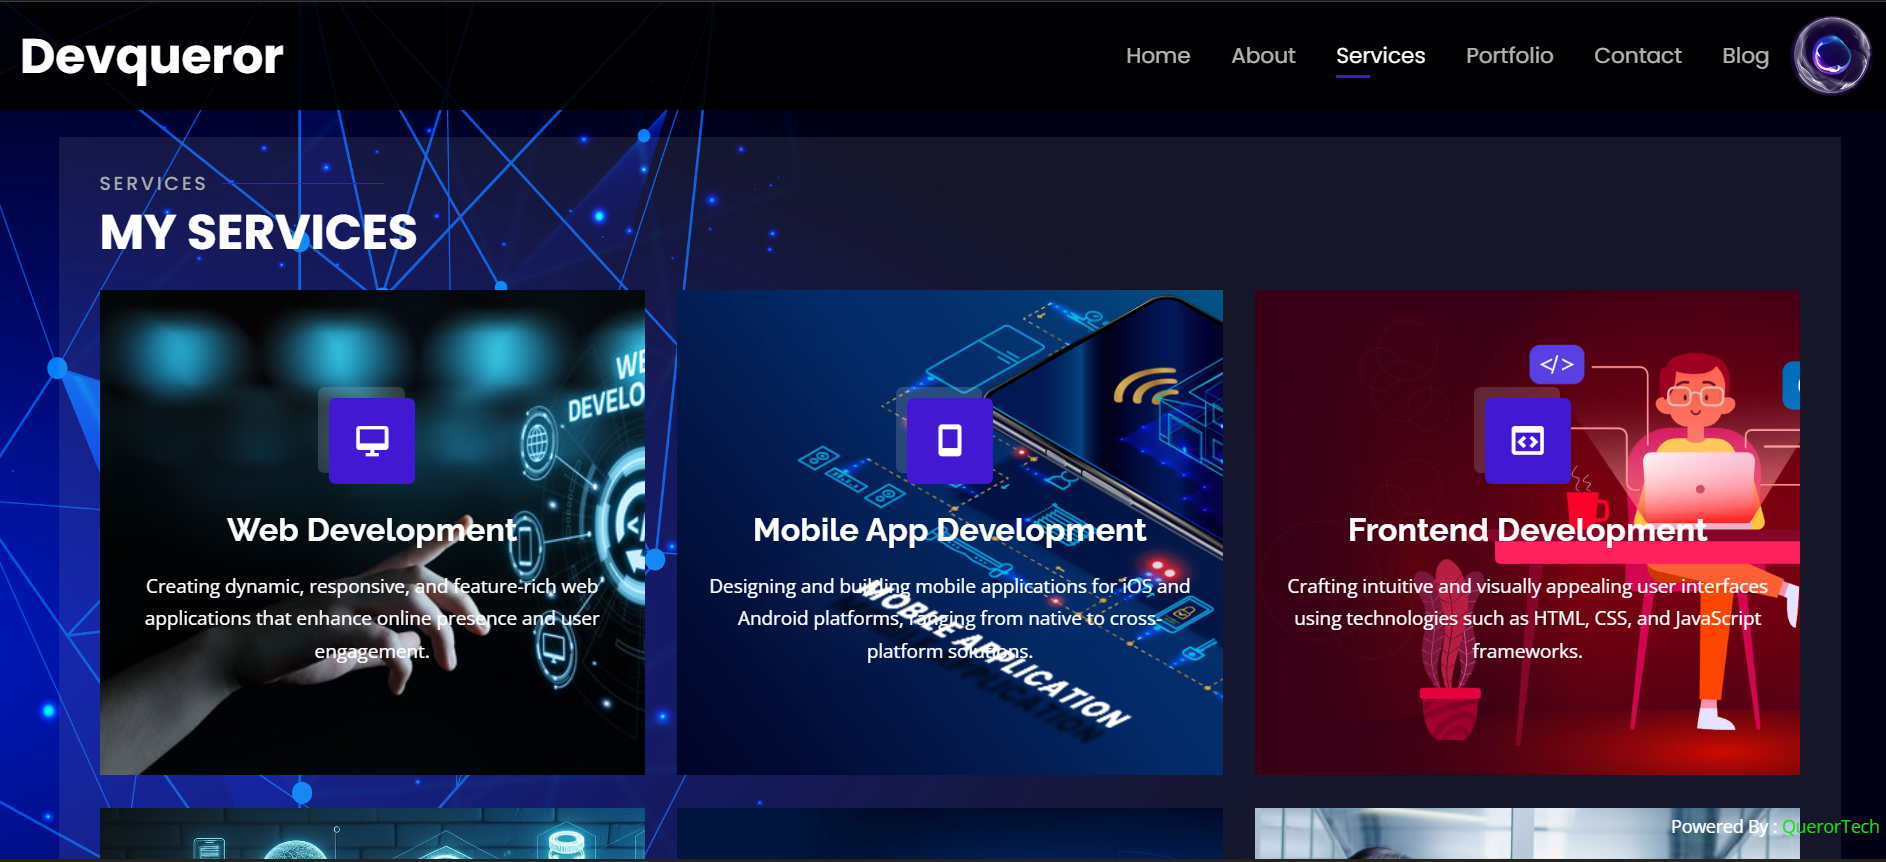 Devqueror
Home About Services Portfolio Contact Blog
SERVICES
MY SERVICES
WE
DEVELO
Web Development
Creating dynamic, responsive, and feature-rich web
applications that enhance online presence and user
engagement.
Mobile App Development
Designing and building mobile applications for iOS and
Android platforms, ranging from native to cross-
platform solutions.
MOBILE APPLICATION
</>
Frontend Development
Crafting intuitive and visually appealing user interfaces
using technologies such as HTML, CSS, and JavaScript
frameworks.
Powered By : QuerorTech